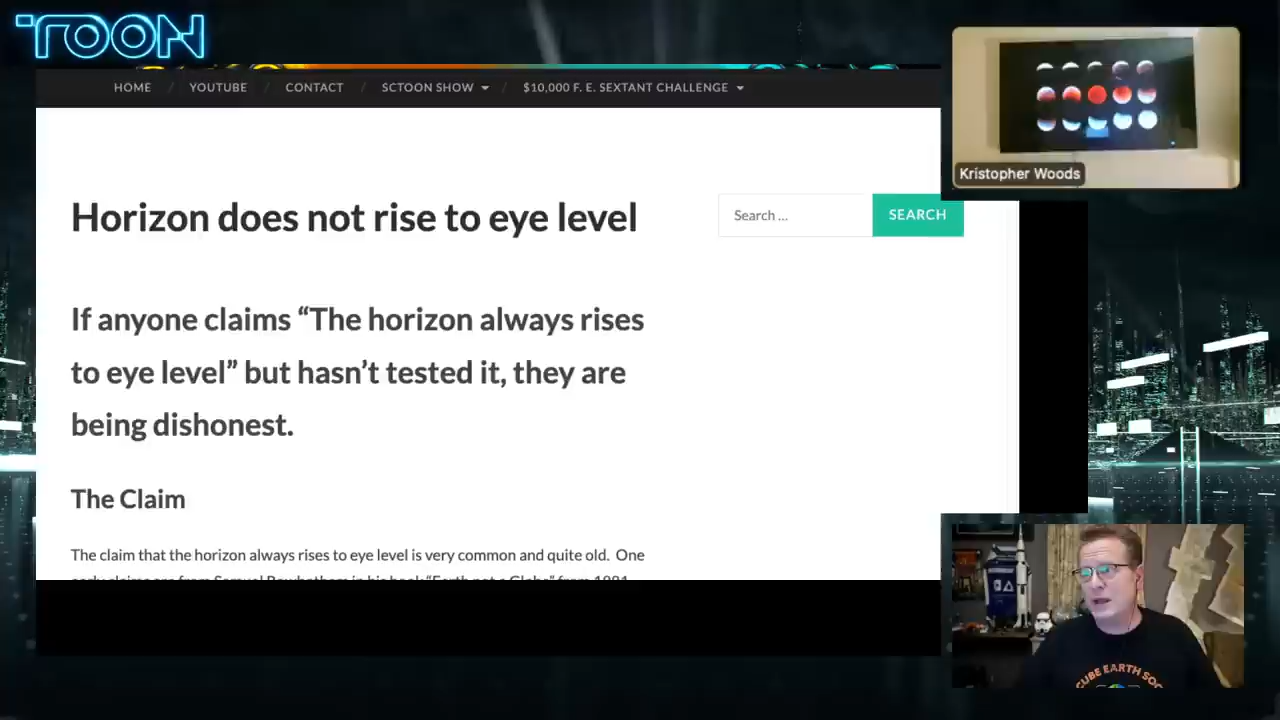 TOON
HOME / YOUTUBE / CONTACT / SCTOON SHOW / $10,000 F. E. SEXTANT CHALLENGE
Kristopher Woods
Horizon does not rise to eye level
Search ...
SEARCH
If anyone claims “The horizon always rises
to eye level” but hasn’t tested it, they are
being dishonest.
The Claim
The claim that the horizon always rises to eye level is very common and quite old. One
CUBE EARTH SOC